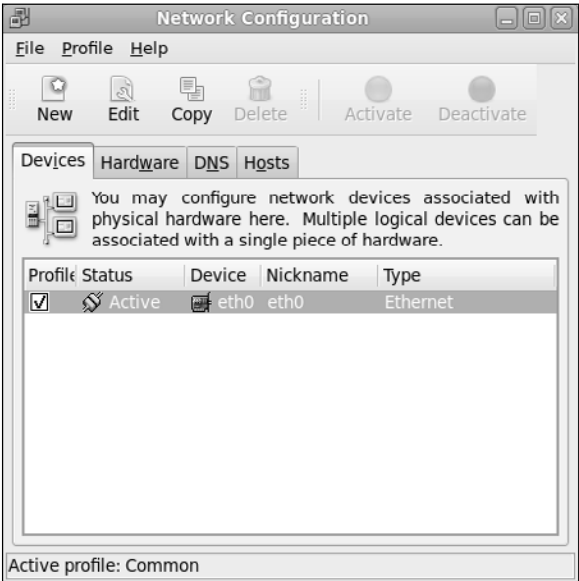 Network Configuration
File Profile Help
New Edit Copy Delete Activate Deactivate
Devices Hardware DNS Hosts
You may configure network devices associated with
physical hardware here. Multiple logical devices can be
associated with a single piece of hardware.
Profile Status Device Nickname Type
Active eth0 eth0 Ethernet
Active profile: Common